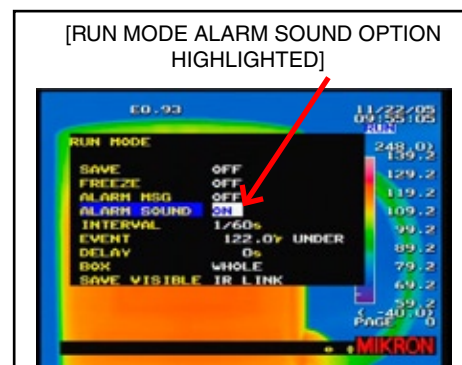 [RUN MODE ALARM SOUND OPTION
HIGHLIGHTED]
E0.93
11/22/05
09:55:05
RUN
248.0>
139.2
129.2
119.2
109.2
99.2
89.2
79.2
69.2
59.2
<-40.0>
PAGE 0
RUN MODE
SAVE OFF
FREEZE OFF
ALARM MSG OFF
ALARM SOUND ON
INTERVAL 1/60s
EVENT 122.0F UNDER
DELAY 0s
BOX WHOLE
SAVE VISIBLE IR LINK
MIKRON